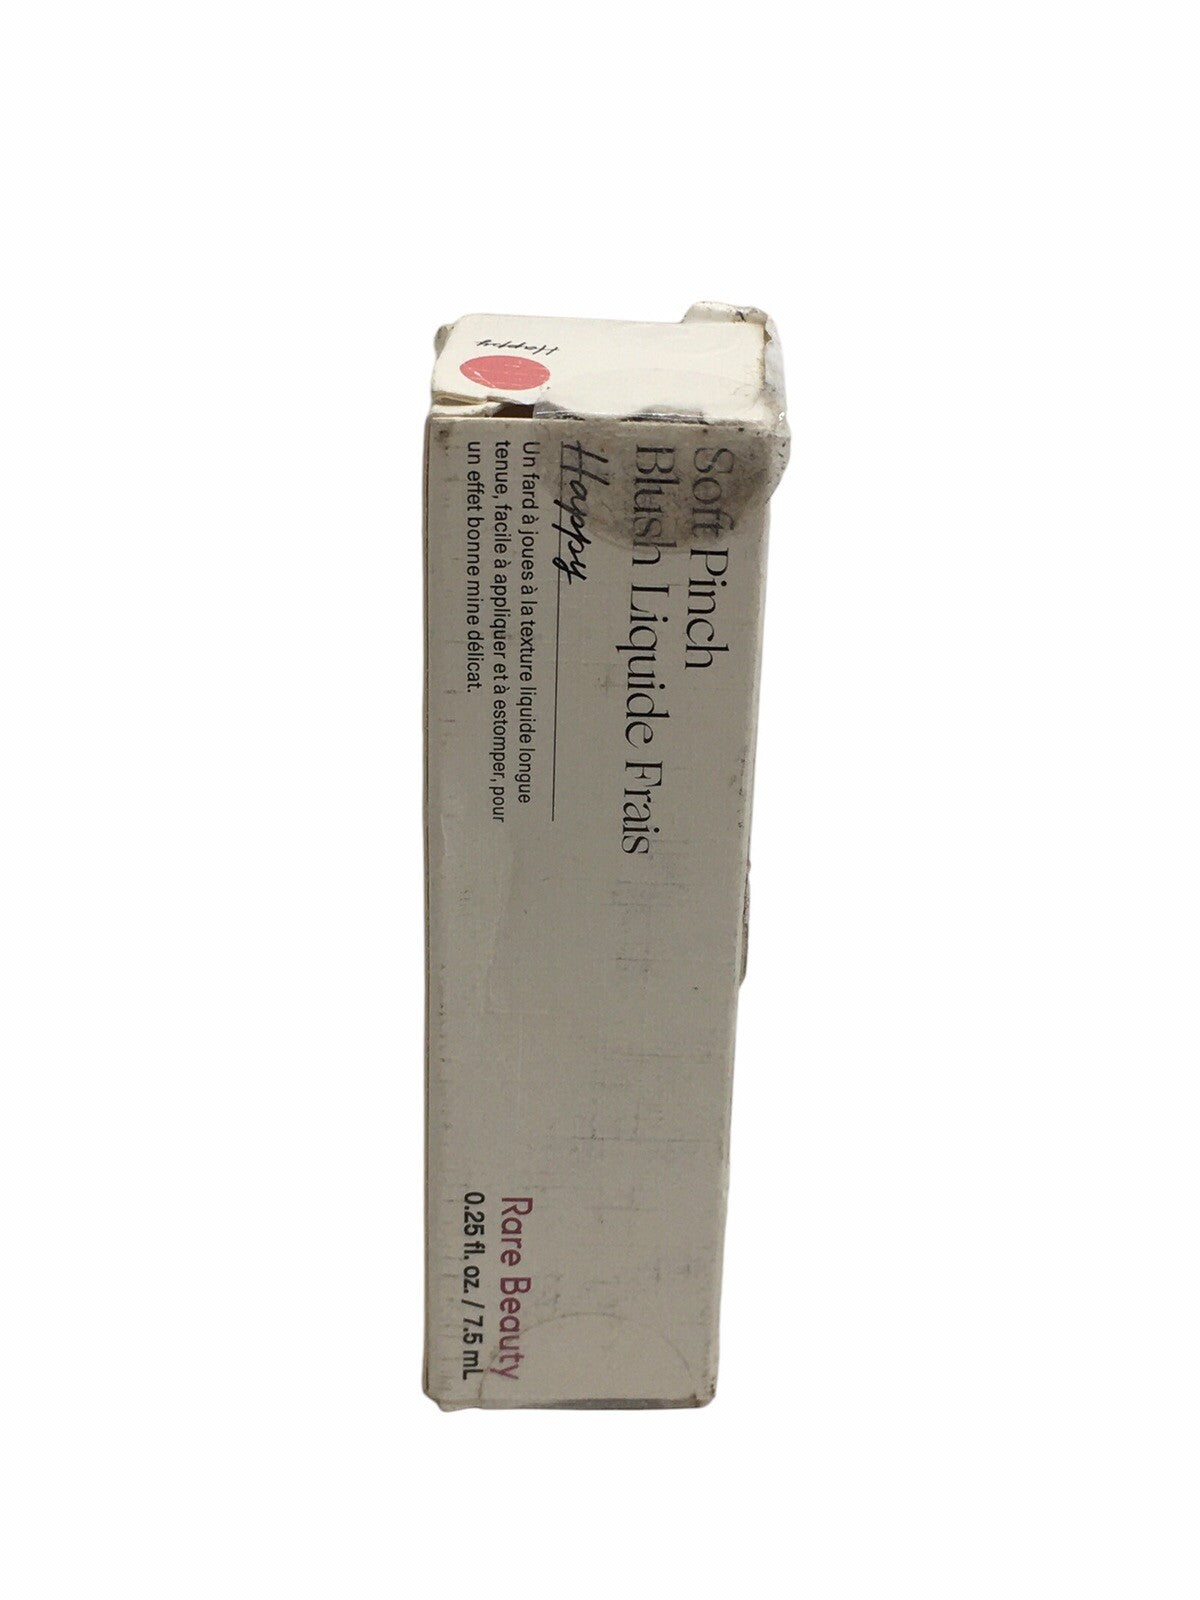 Happy
Soft Pinch
Blush Liquide Frais
Happy
Un fard à joues à la texture liquide longue
tenue, facile à appliquer et à estomper, pour
un effet bonne mine délicat.
Rare Beauty
0.25 fl. oz. / 7.5 mL